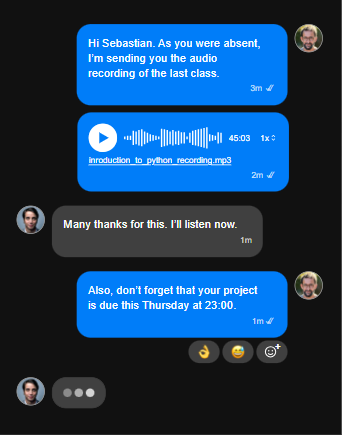 Hi Sebastian. As you were absent,
I'm sending you the audio
recording of the last class.
3m
45:03 1x
inroduction_to_python_recording.mp3
2m
Many thanks for this. I'll listen now.
1m
Also, don't forget that your project
is due this Thursday at 23:00.
1m